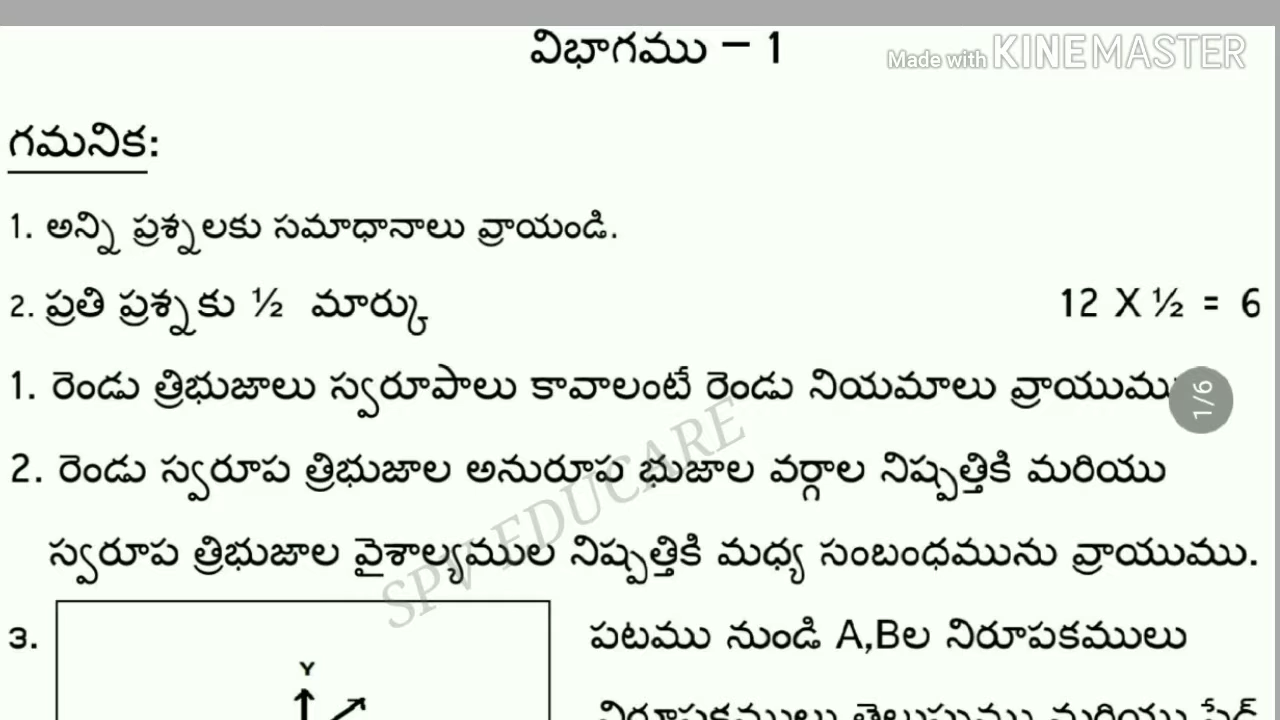 విభాగము – 1
Made with KINEMASTER
గమనిక:
1. అన్ని ప్రశ్నలకు సమాధానాలు వ్రాయండి.
2. ప్రతి ప్రశ్నకు ½ మార్కు 12 X ½ = 6
1. రెండు త్రిభుజాలు స్వరూపాలు కావాలంటే రెండు నియమాలు వ్రాయుము
1/6
2. రెండు స్వరూప త్రిభుజాల అనురూప భుజాల వర్గాల నిష్పత్తికి మరియు
స్వరూప త్రిభుజాల వైశాల్యముల నిష్పత్తికి మధ్య సంబంధమును వ్రాయుము.
SPV EDUCARE
3. పటము నుండి A,Bల నిరూపకములు
Y
నిరూపకములు తెలుపుము మరియు